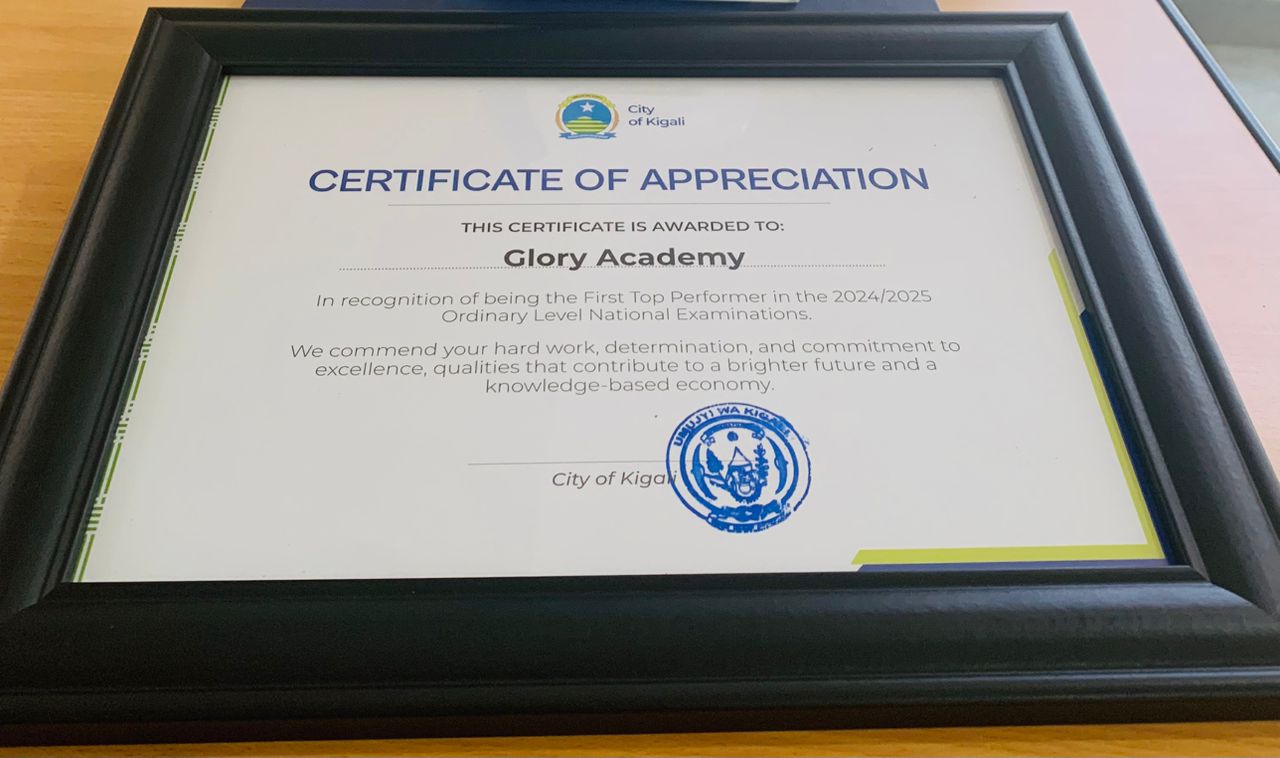 City
of Kigali
CERTIFICATE OF APPRECIATION
THIS CERTIFICATE IS AWARDED TO:
Glory Academy
In recognition of being the First Top Performer in the 2024/2025
Ordinary Level National Examinations.
We commend your hard work, determination, and commitment to
excellence, qualities that contribute to a brighter future and a
knowledge-based economy.
City of Kigali
UMUJYI WA KIGALI